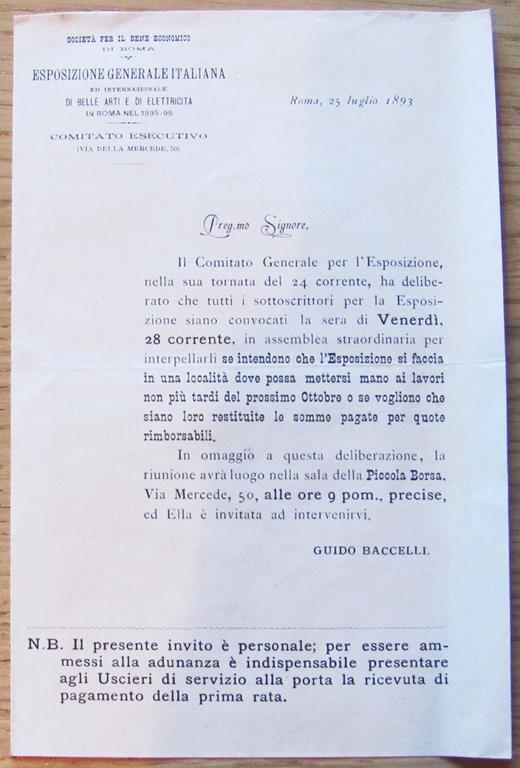 SOCIETÀ PER IL BENE ECONOMICO
DI ROMA
ESPOSIZIONE GENERALE ITALIANA
ED INTERNAZIONALE
DI BELLE ARTI E DI ELETTRICITÀ
IN ROMA NEL 1895-96
COMITATO ESECUTIVO
(VIA DELLA MERCEDE, 50)
Roma, 25 luglio 1893
Preg.mo Signore,
Il Comitato Generale per l'Esposizione,
nella sua tornata del 24 corrente, ha delibe-
rato che tutti i sottoscrittori per la Esposi-
zione siano convocati la sera di Venerdì,
28 corrente, in assemblea straordinaria per
interpellarli se intendono che l'Esposizione si faccia
in una località dove possa mettersi mano ai lavori
non più tardi del prossimo Ottobre o se vogliono che
siano loro restituite le somme pagate per quote
rimborsabili.
In omaggio a questa deliberazione, la
riunione avrà luogo nella sala della Piccola Borsa,
Via Mercede, 50, alle ore 9 pom., precise,
ed Ella è invitata ad intervenirvi.
GUIDO BACCELLI.
N.B. Il presente invito è personale; per essere am-
messi alla adunanza è indispensabile presentare
agli Uscieri di servizio alla porta la ricevuta di
pagamento della prima rata.